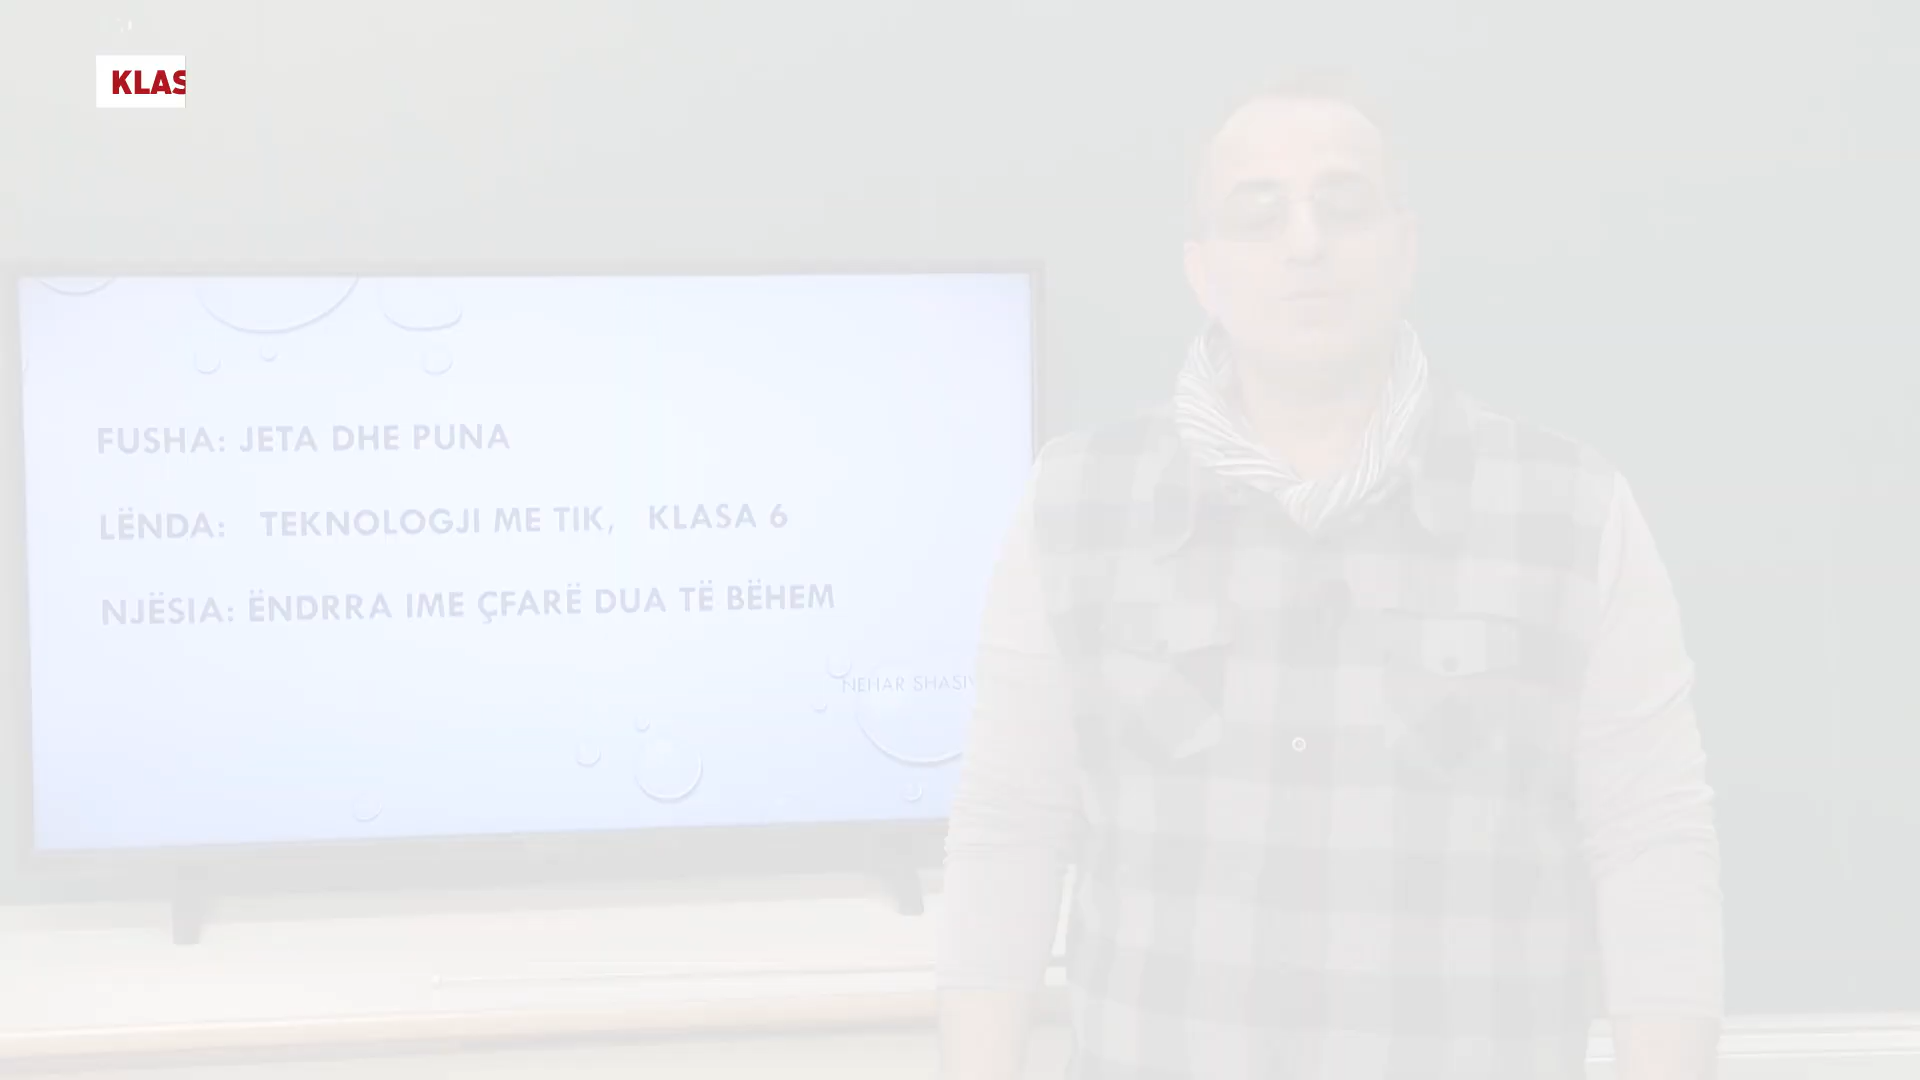 KLAS
FUSHA: JETA DHE PUNA
LËNDA: TEKNOLOGJI ME TIK, KLASA 6
NJËSIA: ËNDRRA IME ÇFARË DUA TË BËHEM
NEHAR